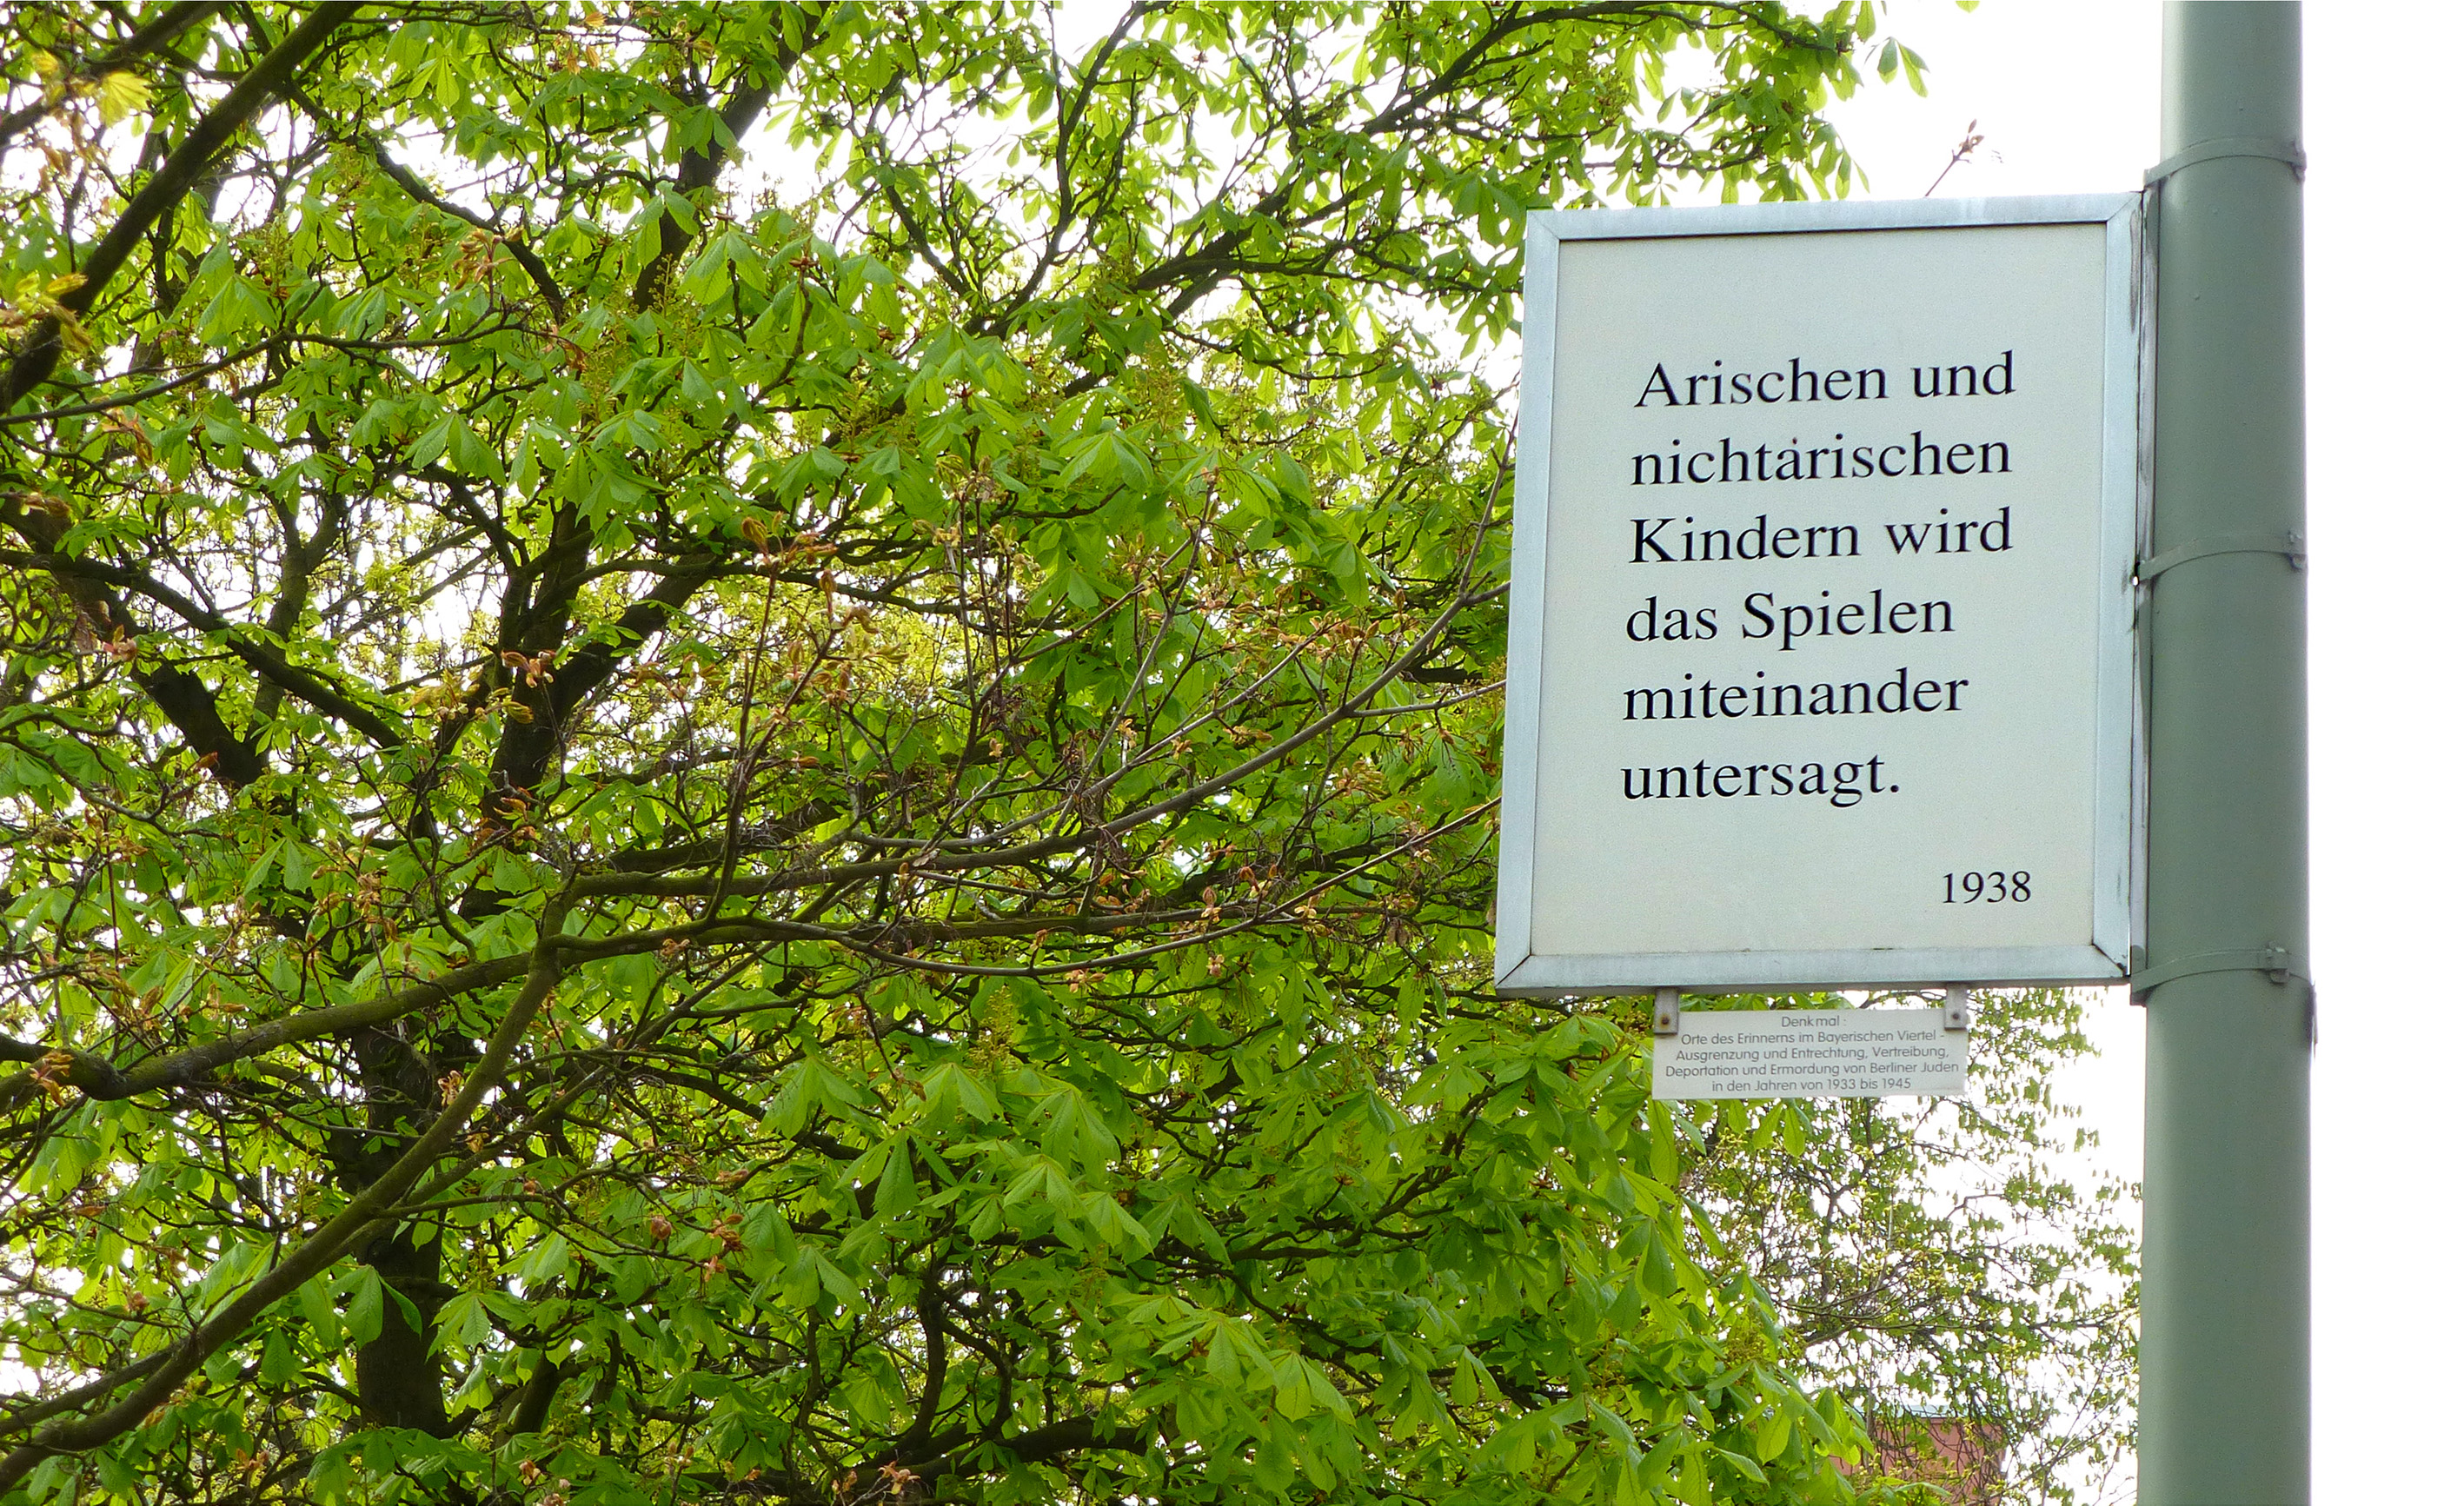 Arischen und
nichtarischen
Kindern wird
das Spielen
miteinander
untersagt.
1938
Denkmal :
Orte des Erinnerns im Bayerischen Viertel -
Ausgrenzung und Entrechtung, Vertreibung,
Deportation und Ermordung von Berliner Juden
in den Jahren von 1933 bis 1945